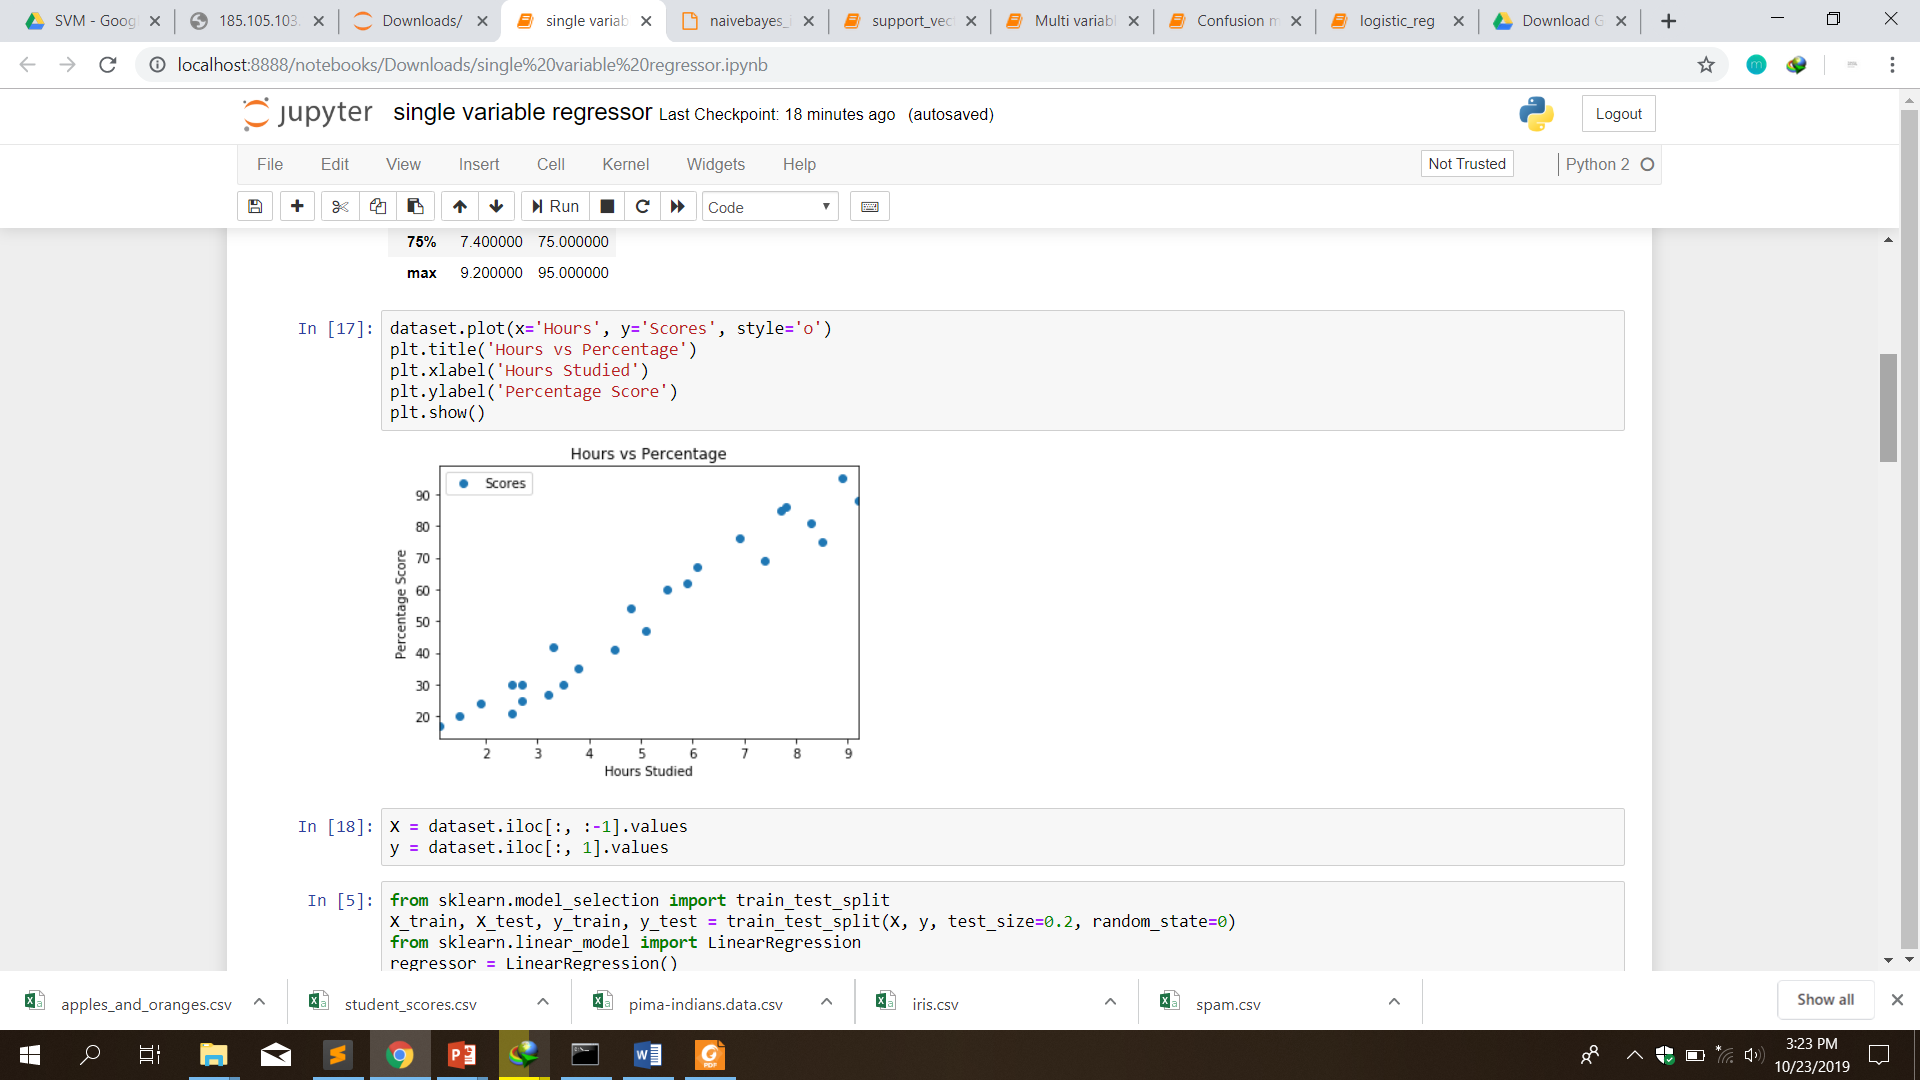 SVM - Goog
185.105.103.
Downloads/
single variab
naivebayes_i
support_vect
Multi variabl
Confusion m
logistic_reg
Download G
localhost:8888/notebooks/Downloads/single%20variable%20regressor.ipynb
m
jupyter single variable regressor Last Checkpoint: 18 minutes ago (autosaved)
Logout
File Edit View Insert Cell Kernel Widgets Help
Not Trusted
Python 2
Run
Code
75% 7.400000 75.000000
max 9.200000 95.000000
In [17]:
dataset.plot(x='Hours', y='Scores', style='o')
plt.title('Hours vs Percentage')
plt.xlabel('Hours Studied')
plt.ylabel('Percentage Score')
plt.show()
Hours vs Percentage
Scores
90
80
70
60
50
40
30
20
Percentage Score
2 3 4 5 6 7 8 9
Hours Studied
In [18]:
X = dataset.iloc[:, :-1].values
y = dataset.iloc[:, 1].values
In [5]:
from sklearn.model_selection import train_test_split
X_train, X_test, y_train, y_test = train_test_split(X, y, test_size=0.2, random_state=0)
from sklearn.linear_model import LinearRegression
regressor = LinearRegression()
apples_and_oranges.csv
student_scores.csv
pima-indians.data.csv
iris.csv
spam.csv
Show all
3:23 PM
10/23/2019